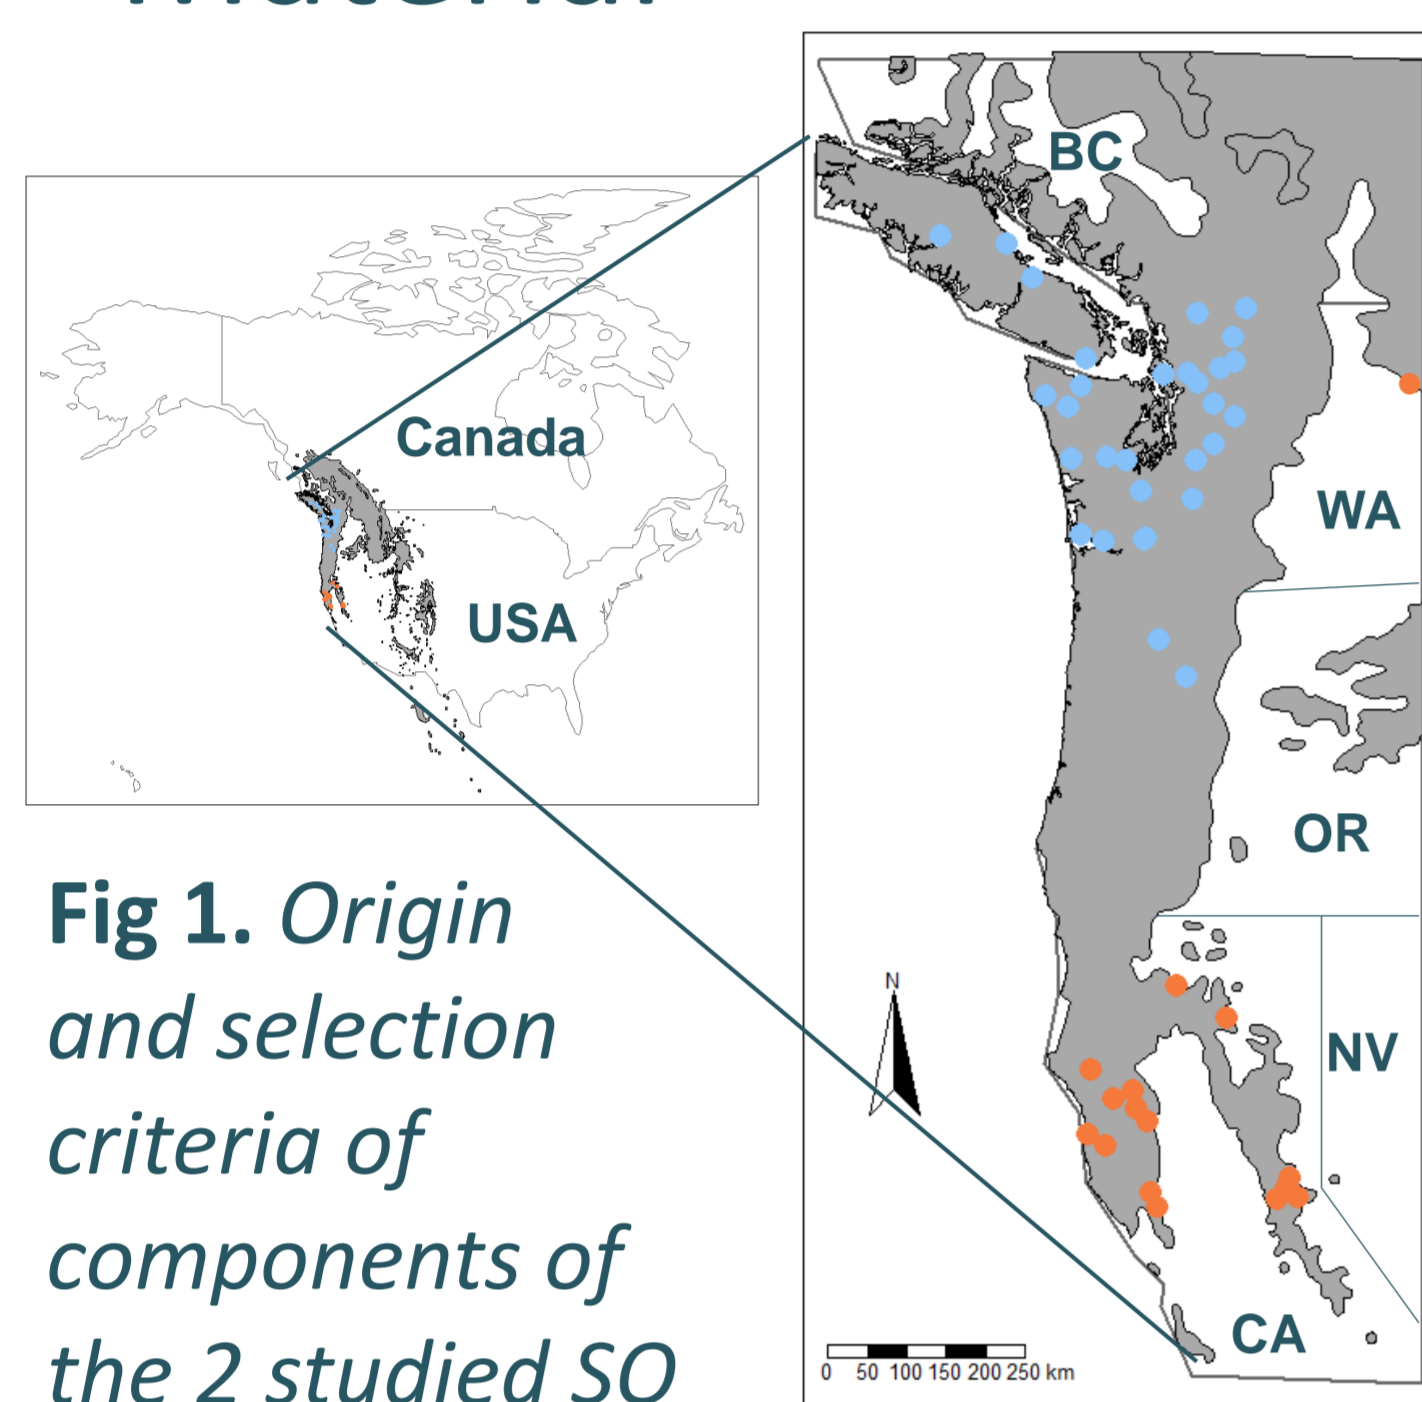 Material
Canada
USA
BC
WA
OR
NV
CA
N
0 50 100 150 200 250 km
Fig 1. Origin
and selection
criteria of
components of
the 2 studied SO